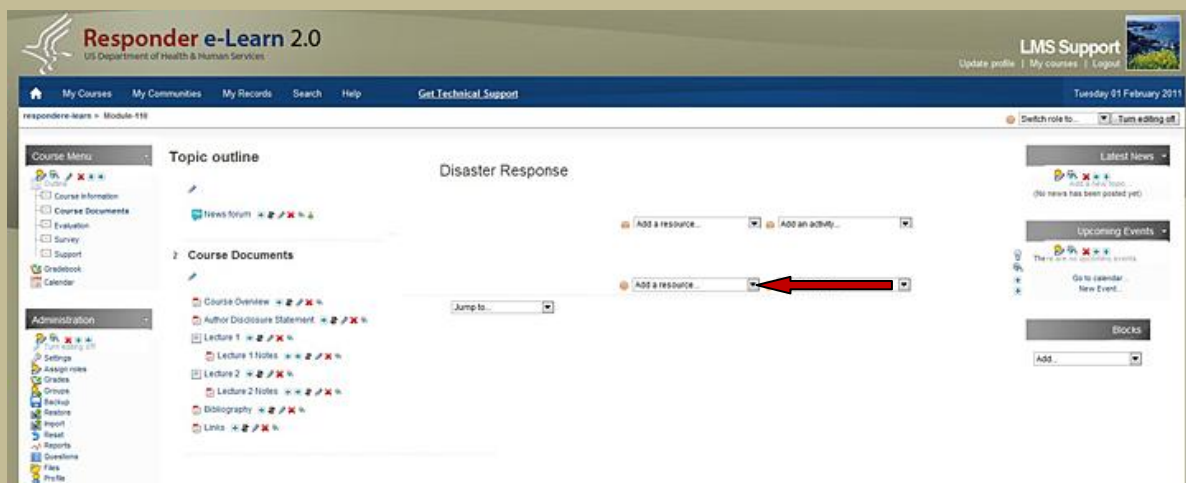 Responder e-Learn 2.0
US Department of Health & Human Services
LMS Support
Update profile | My courses | Logout
My Courses My Communities My Records Search Help Get Technical Support Tuesday 01 February 2011
respondere-learn » Module-116
Switch role to... Turn editing off
Course Menu
Outline
Course Information
Course Documents
Evaluation
Survey
Support
Gradebook
Calendar
Administration
Turn editing off
Settings
Assign roles
Grades
Groups
Backup
Restore
Import
Reset
Reports
Questions
Files
Profile
Topic outline
Disaster Response
News forum
Add a resource... Add an activity...
2 Course Documents
Add a resource...
Course Overview
Jump to...
Author Disclosure Statement
Lecture 1
Lecture 1 Notes
Lecture 2
Lecture 2 Notes
Bibliography
Links
Latest News
Add a new topic...
(No news has been posted yet)
Upcoming Events
There are no upcoming events
Go to calendar...
New Event...
Blocks
Add...